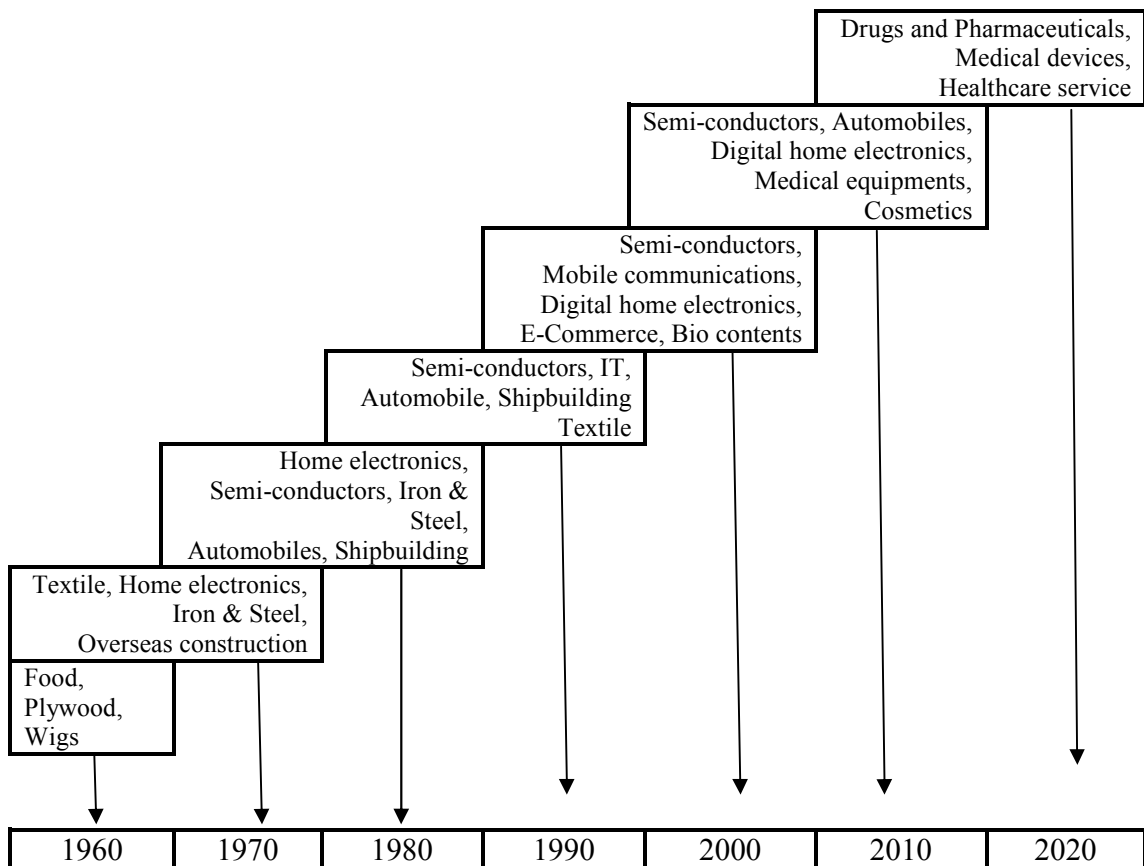 Drugs and Pharmaceuticals,
Medical devices,
Healthcare service
Semi-conductors, Automobiles,
Digital home electronics,
Medical equipments,
Cosmetics
Semi-conductors,
Mobile communications,
Digital home electronics,
E-Commerce, Bio contents
Semi-conductors, IT,
Automobile, Shipbuilding
Textile
Home electronics,
Semi-conductors, Iron &
Steel,
Automobiles, Shipbuilding
Textile, Home electronics,
Iron & Steel,
Overseas construction
Food,
Plywood,
Wigs
1960 1970 1980 1990 2000 2010 2020